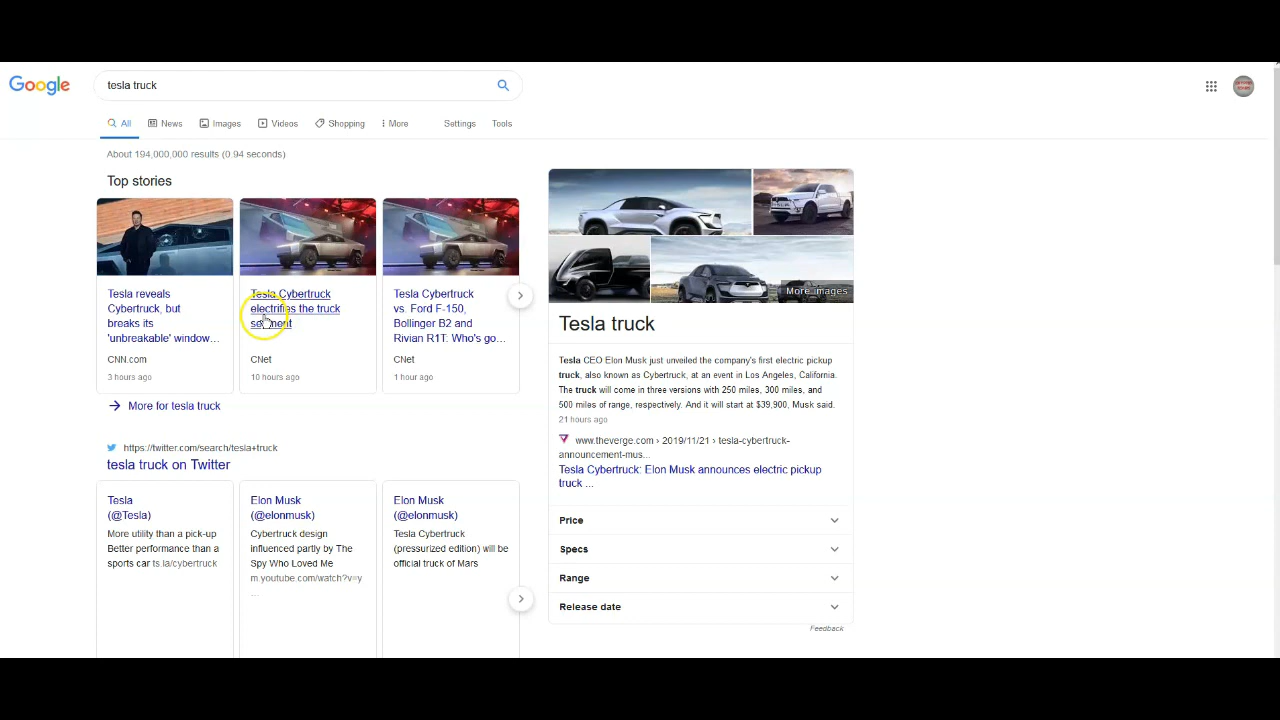 Google
tesla truck
All
News
Images
Videos
Shopping
More
Settings
Tools
About 194,000,000 results (0.94 seconds)
Top stories
Tesla reveals
Cybertruck, but
breaks its
'unbreakable' window...
CNN.com
3 hours ago
Tesla Cybertruck
electrifies the truck
segment
CNet
10 hours ago
Tesla Cybertruck
vs. Ford F-150,
Bollinger B2 and
Rivian R1T: Who's go...
CNet
1 hour ago
More for tesla truck
https://twitter.com/search/tesla+truck
tesla truck on Twitter
Tesla
(@Tesla)
More utility than a pick-up
Better performance than a
sports car ts.la/cybertruck
Elon Musk
(@elonmusk)
Cybertruck design
influenced partly by The
Spy Who Loved Me
m.youtube.com/watch?v=y
...
Elon Musk
(@elonmusk)
Tesla Cybertruck
(pressurized edition) will be
official truck of Mars
More images
Tesla truck
Tesla CEO Elon Musk just unveiled the company's first electric pickup
truck, also known as Cybertruck, at an event in Los Angeles, California.
The truck will come in three versions with 250 miles, 300 miles, and
500 miles of range, respectively. And it will start at $39,900, Musk said.
21 hours ago
www.theverge.com › 2019/11/21 › tesla-cybertruck-
announcement-mus...
Tesla Cybertruck: Elon Musk announces electric pickup
truck ...
Price
Specs
Range
Release date
Feedback